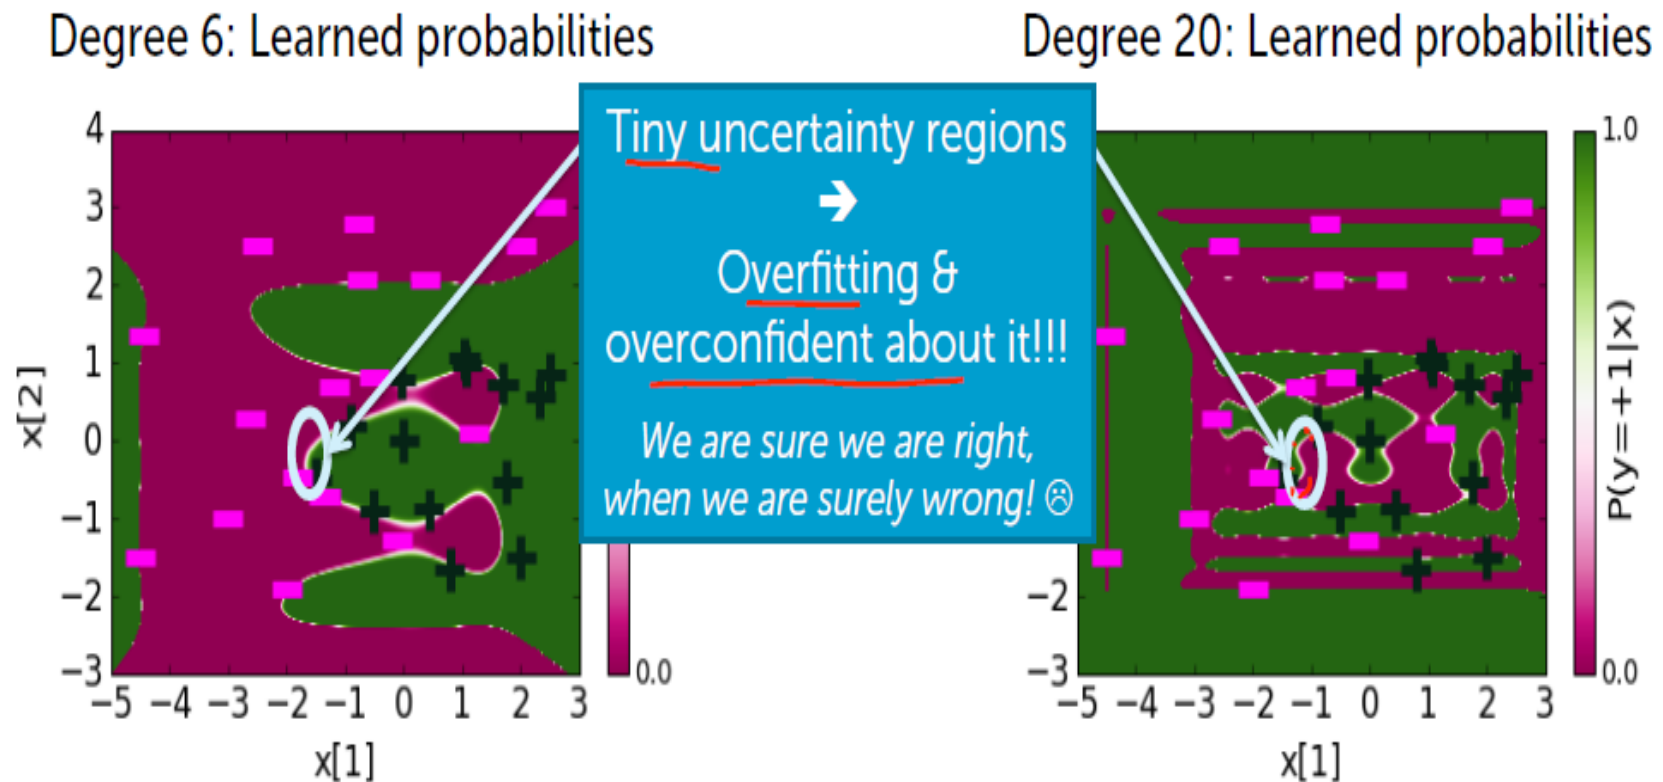 Degree 6: Learned probabilities
Degree 20: Learned probabilities
Tiny uncertainty regions
➔
Overfitting &
overconfident about it!!!
We are sure we are right,
when we are surely wrong! ☹
x[2]
4
3
2
1
0
−1
−2
−3
−5 −4 −3 −2 −1 0 1 2 3
x[1]
0.0
−2
−3
−5 −4 −3 −2 −1 0 1 2 3
x[1]
1.0
0.0
P(y=+1|x)